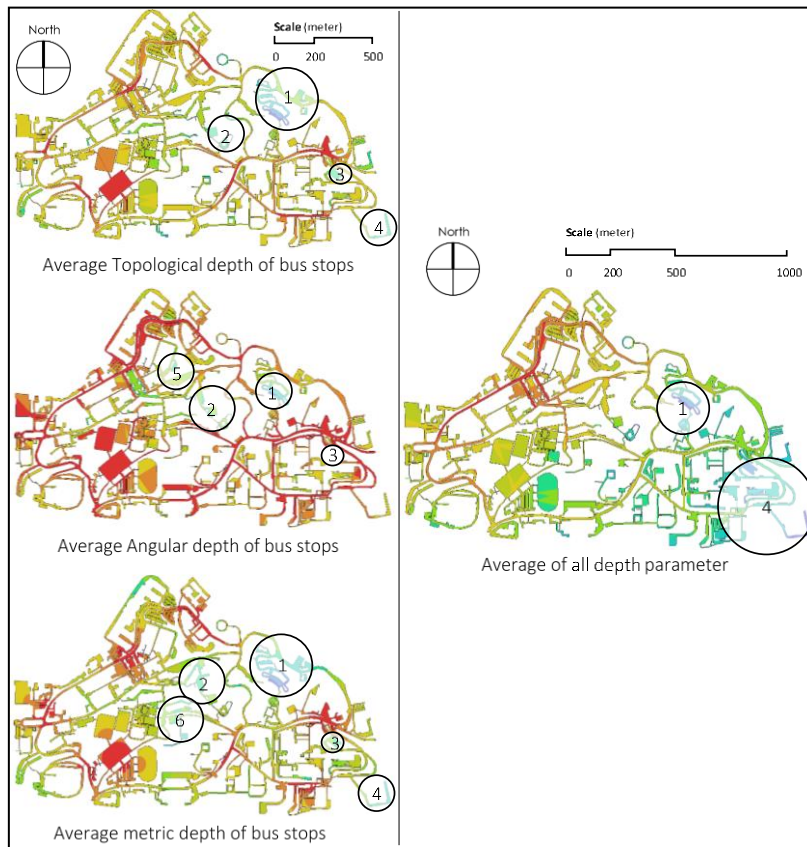 North
Scale (meter)
0 200 500
1
2
3
4
Average Topological depth of bus stops
5
1
2
3
Average Angular depth of bus stops
1
2
6
3
4
Average metric depth of bus stops
North
Scale (meter)
0 200 500 1000
1
4
Average of all depth parameter